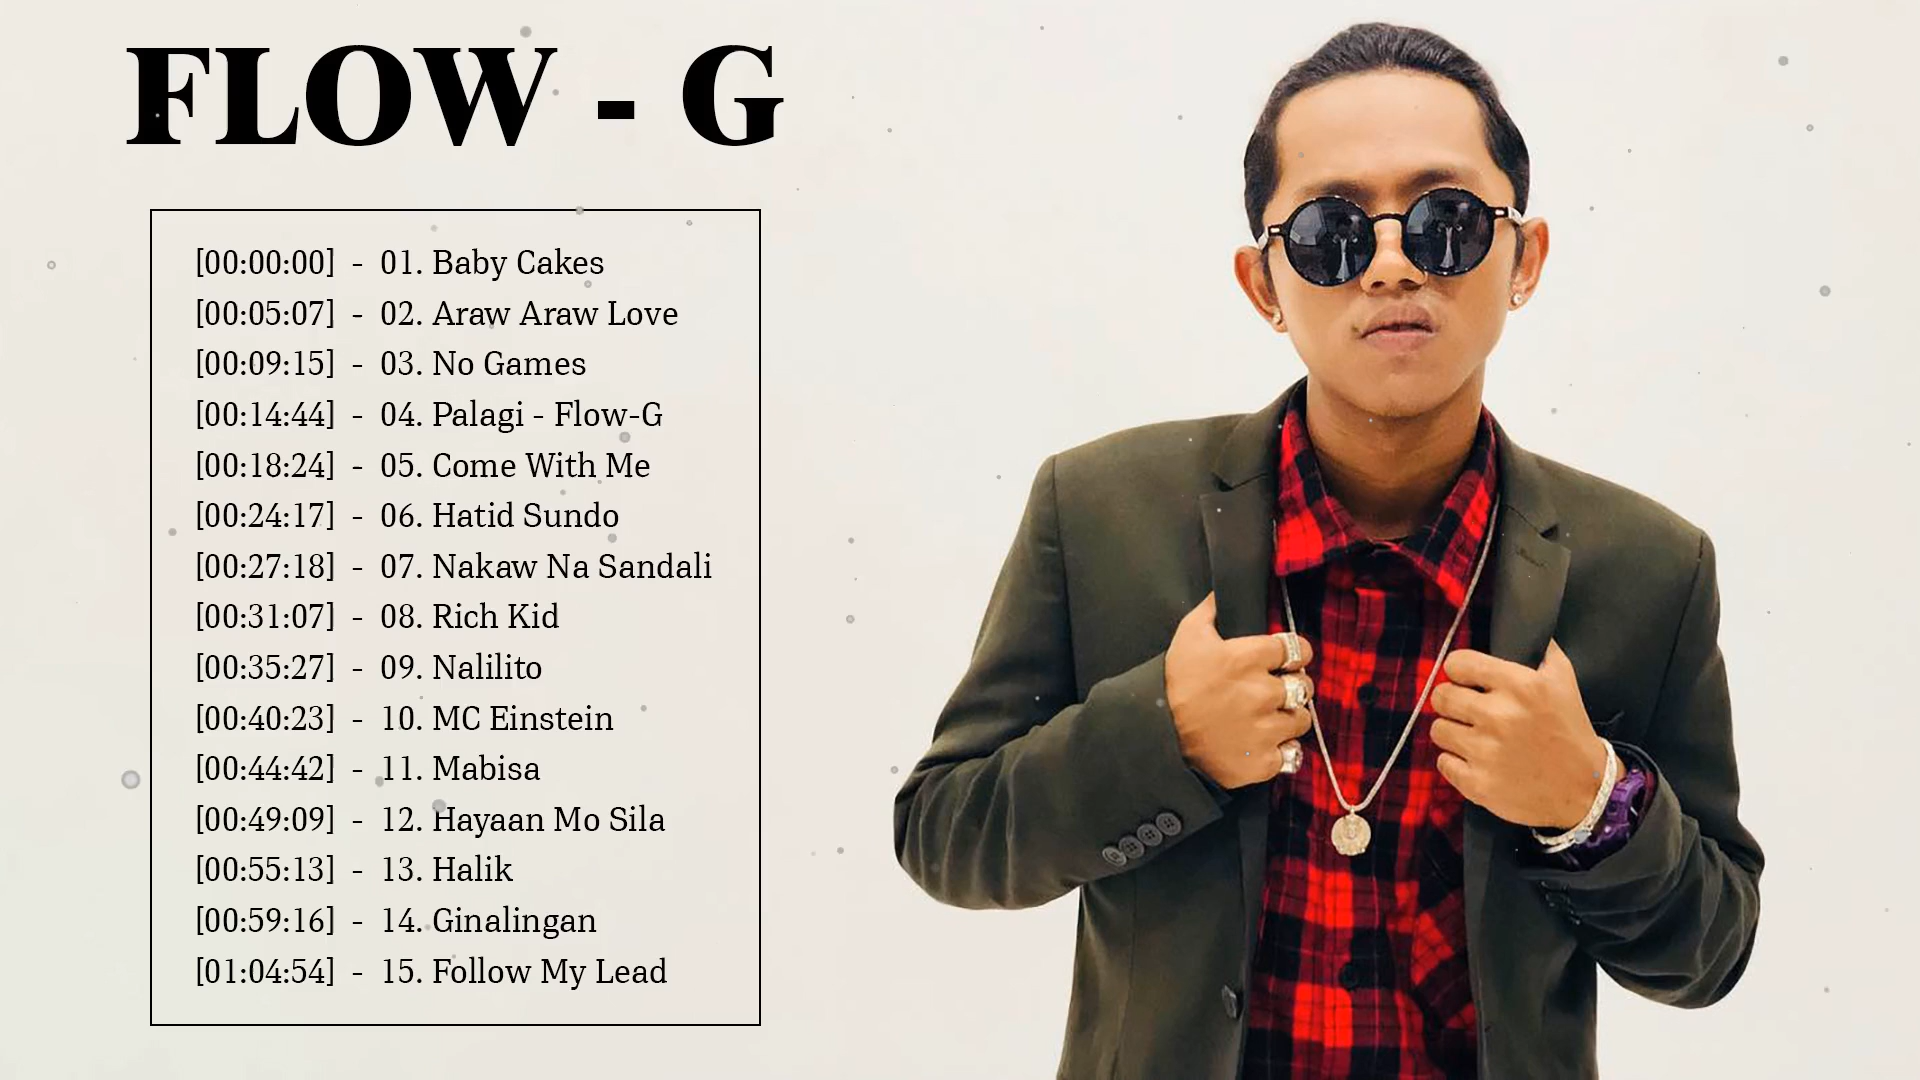 FLOW - G
[00:00:00] - 01. Baby Cakes
[00:05:07] - 02. Araw Araw Love
[00:09:15] - 03. No Games
[00:14:44] - 04. Palagi - Flow-G
[00:18:24] - 05. Come With Me
[00:24:17] - 06. Hatid Sundo
[00:27:18] - 07. Nakaw Na Sandali
[00:31:07] - 08. Rich Kid
[00:35:27] - 09. Nalilito
[00:40:23] - 10. MC Einstein
[00:44:42] - 11. Mabisa
[00:49:09] - 12. Hayaan Mo Sila
[00:55:13] - 13. Halik
[00:59:16] - 14. Ginalingan
[01:04:54] - 15. Follow My Lead